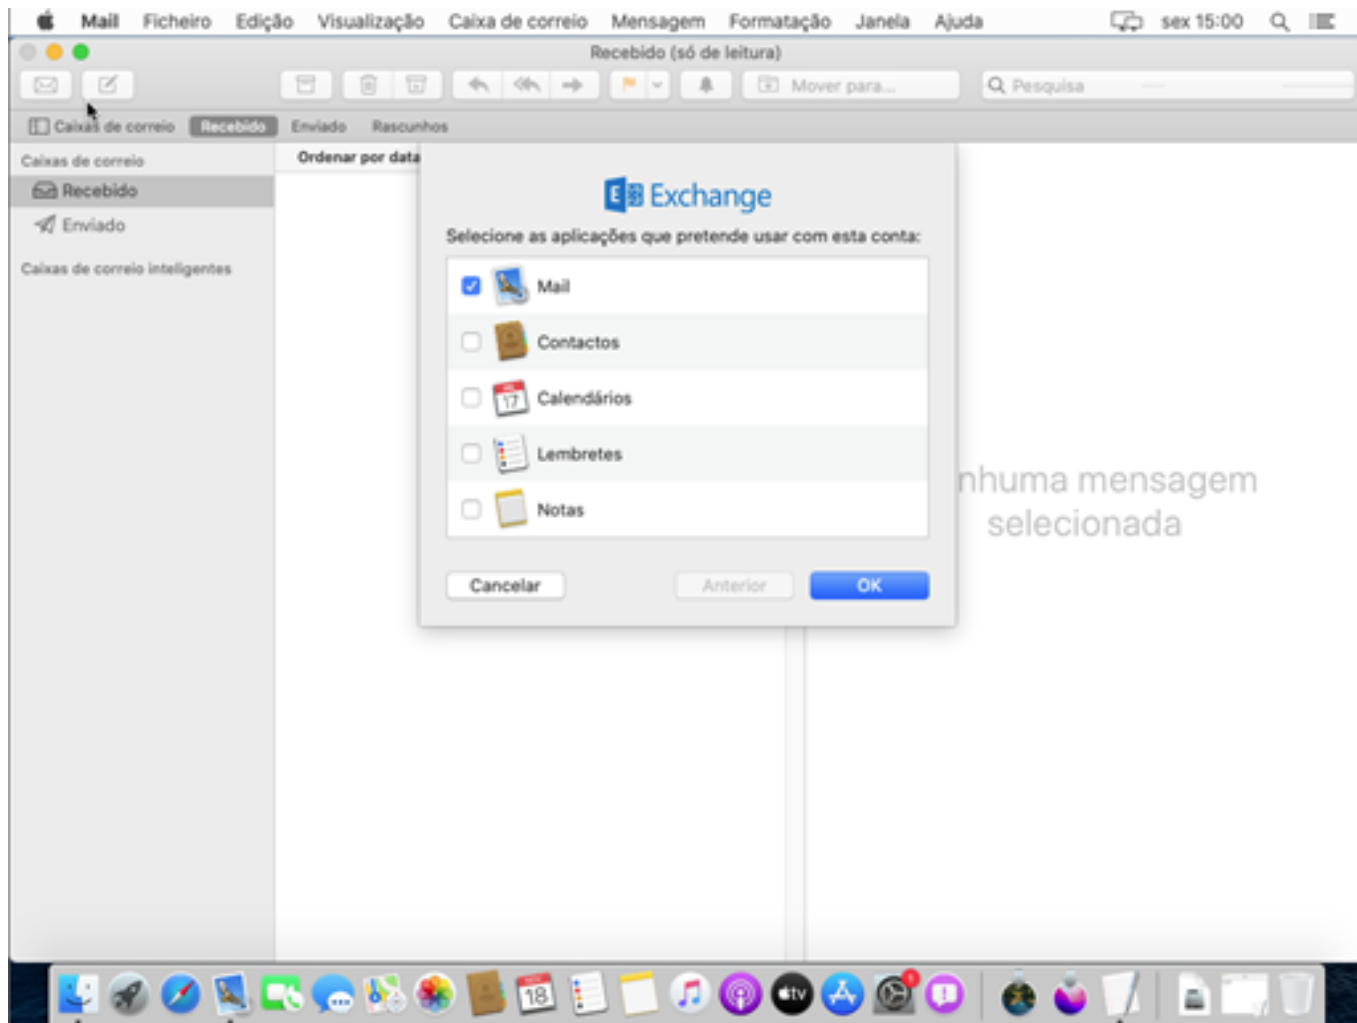 Mail Ficheiro Edição Visualização Caixa de correio Mensagem Formatação Janela Ajuda sex 15:00
Recebido (só de leitura)
Mover para... Pesquisa
Caixas de correio Recebido Enviado Rascunhos
Caixas de correio
Ordenar por data
Recebido
Enviado
Caixas de correio inteligentes
E Exchange
Selecione as aplicações que pretende usar com esta conta:
Mail
Contactos
17
Calendários
Lembretes
Notas
nhuma mensagem
selecionada
Cancelar Anterior OK
18
tv